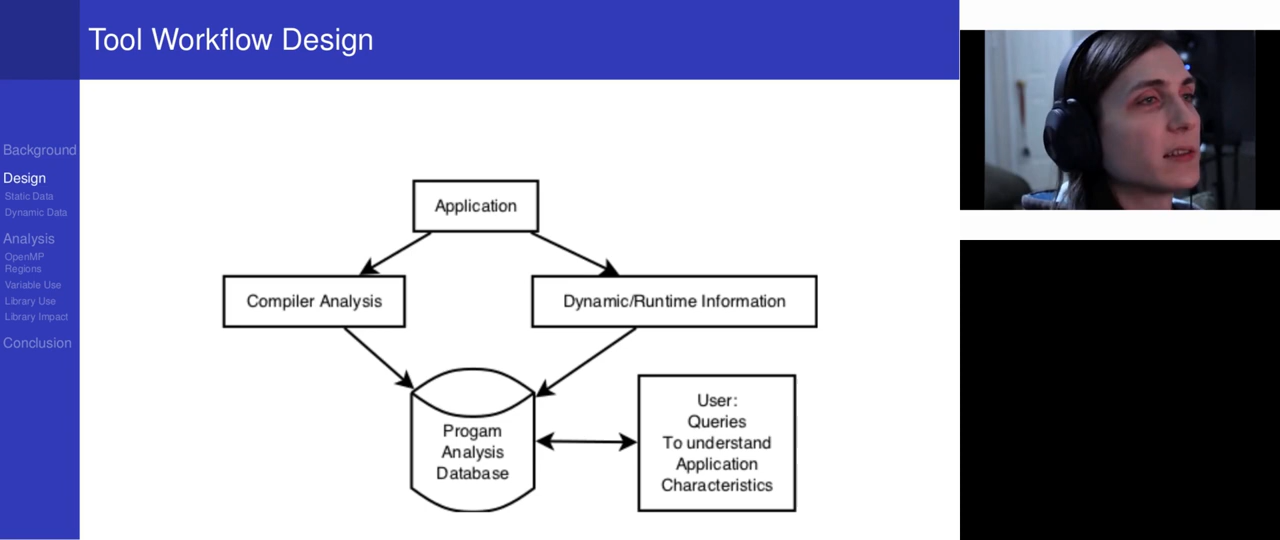 Tool Workflow Design
Background
Design
Static Data
Dynamic Data
Analysis
OpenMP
Regions
Variable Use
Library Use
Library Impact
Conclusion
Application
Compiler Analysis
Dynamic/Runtime Information
Progam
Analysis
Database
User:
Queries
To understand
Application
Characteristics